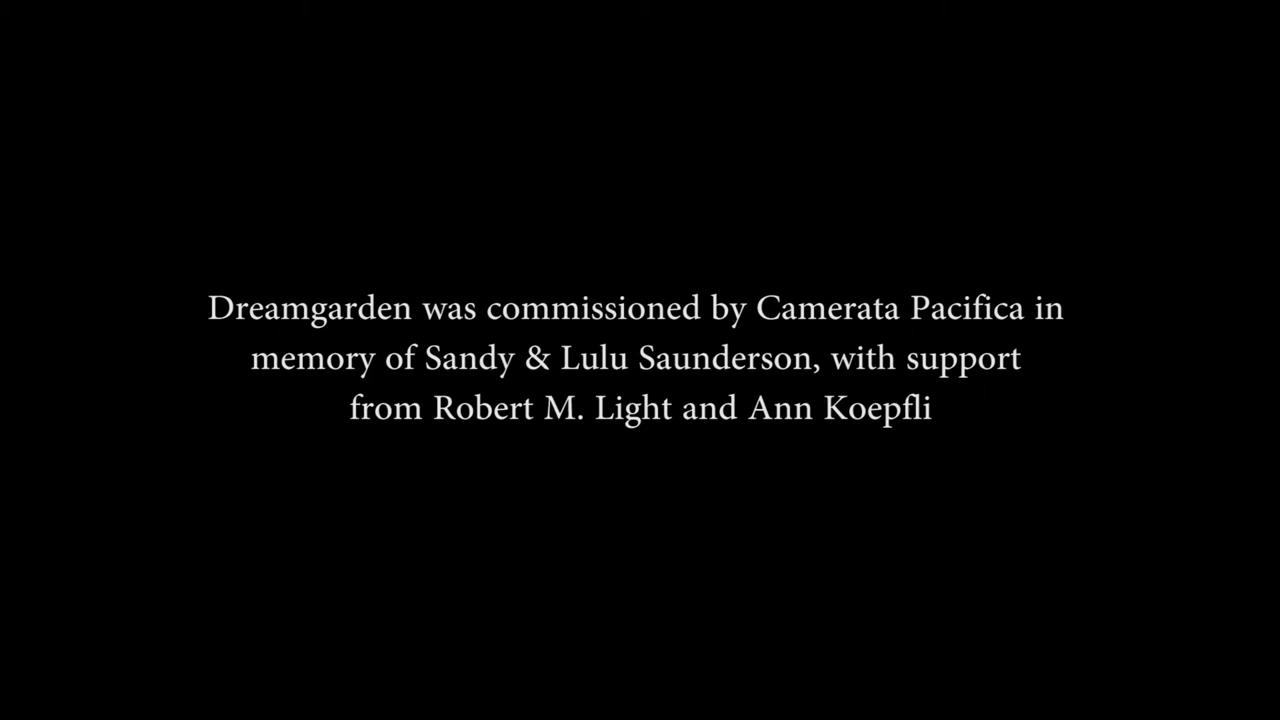 Dreamgarden was commissioned by Camerata Pacifica in
memory of Sandy & Lulu Saunderson, with support
from Robert M. Light and Ann Koepfli